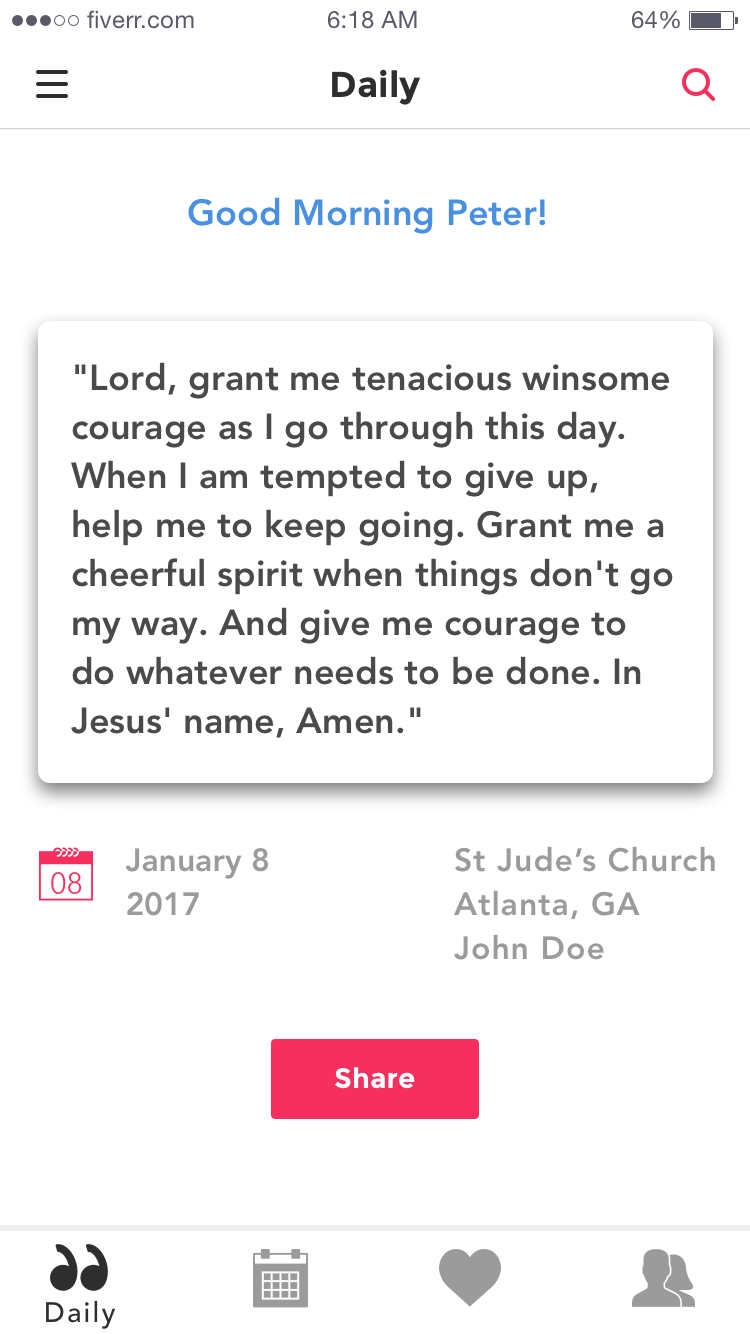 fiverr.com 6:18 AM 64%
Daily
Good Morning Peter!
"Lord, grant me tenacious winsome
courage as I go through this day.
When I am tempted to give up,
help me to keep going. Grant me a
cheerful spirit when things don't go
my way. And give me courage to
do whatever needs to be done. In
Jesus' name, Amen."
08
January 8
2017
St Jude’s Church
Atlanta, GA
John Doe
Share
Daily